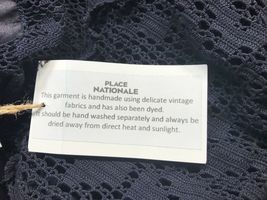 PLACE
NATIONALE
This garment is handmade using delicate vintage
fabrics and has also been dyed.
It should be hand washed separately and always be
dried away from direct heat and sunlight.